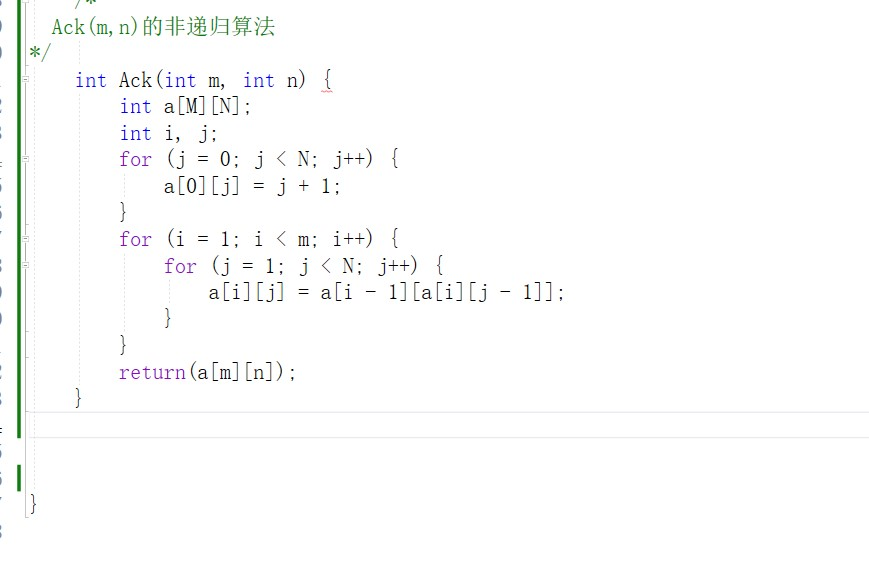 /*
Ack(m,n)的非递归算法
*/
int Ack(int m, int n) {
int a[M][N];
int i, j;
for (j = 0; j < N; j++) {
a[0][j] = j + 1;
}
for (i = 1; i < m; i++) {
for (j = 1; j < N; j++) {
a[i][j] = a[i - 1][a[i][j - 1]];
}
}
return(a[m][n]);
}
}